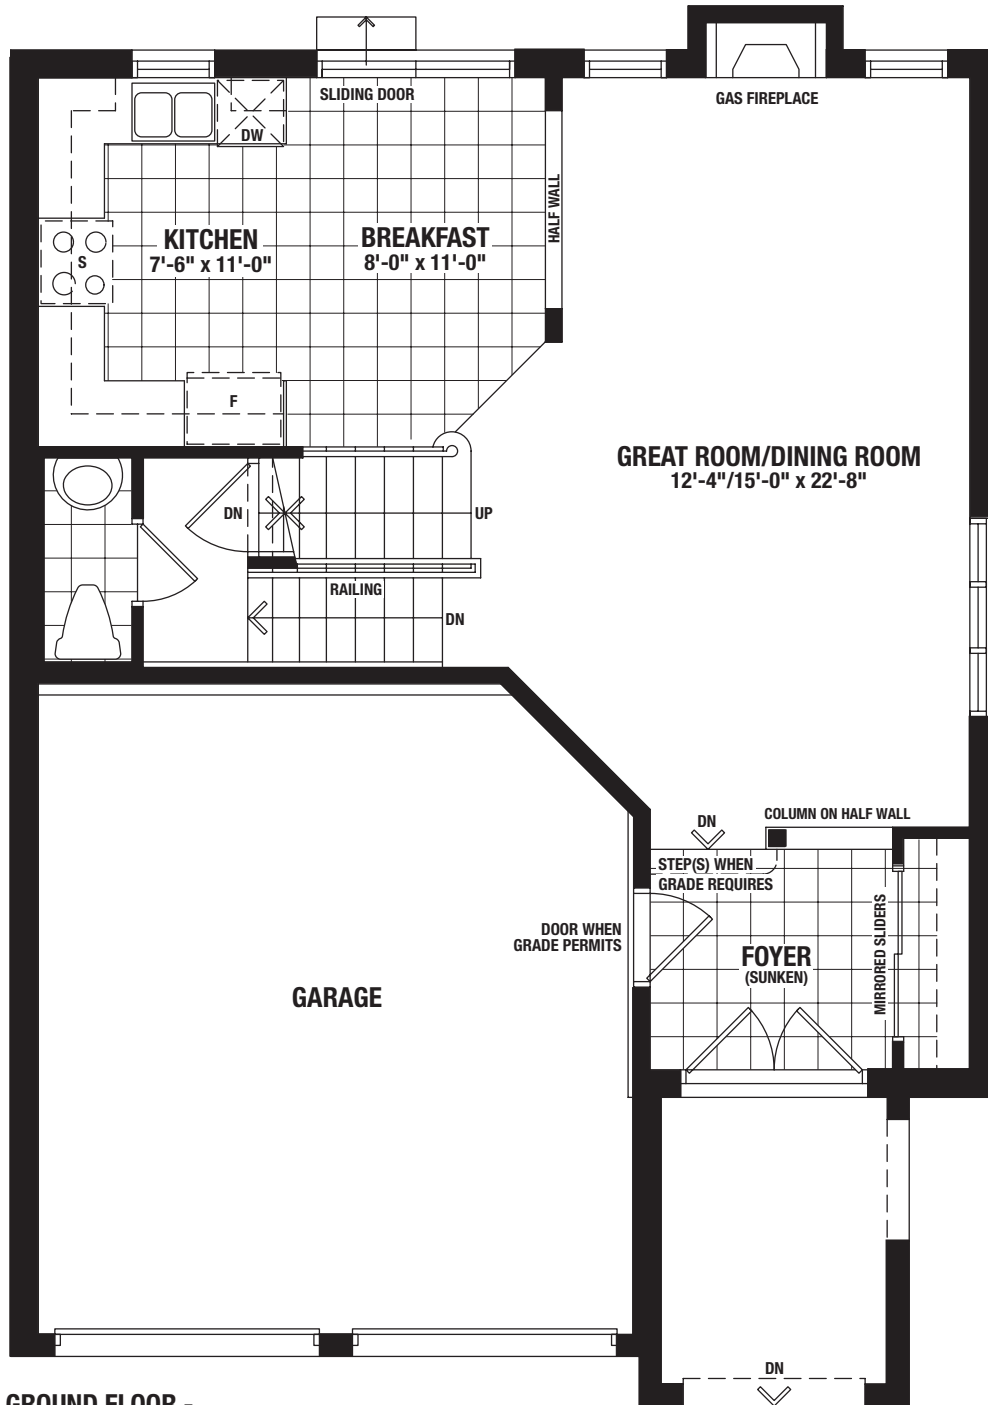 SLIDING DOOR
GAS FIREPLACE
DW
HALF WALL
KITCHEN
7'-6" x 11'-0"
BREAKFAST
8'-0" x 11'-0"
S
F
GREAT ROOM/DINING ROOM
12'-4"/15'-0" x 22'-8"
DN
UP
RAILING
DN
DN
COLUMN ON HALF WALL
STEP(S) WHEN
GRADE REQUIRES
DOOR WHEN
GRADE PERMITS
FOYER
(SUNKEN)
MIRRORED SLIDERS
GARAGE
DN
GROUND FLOOR -